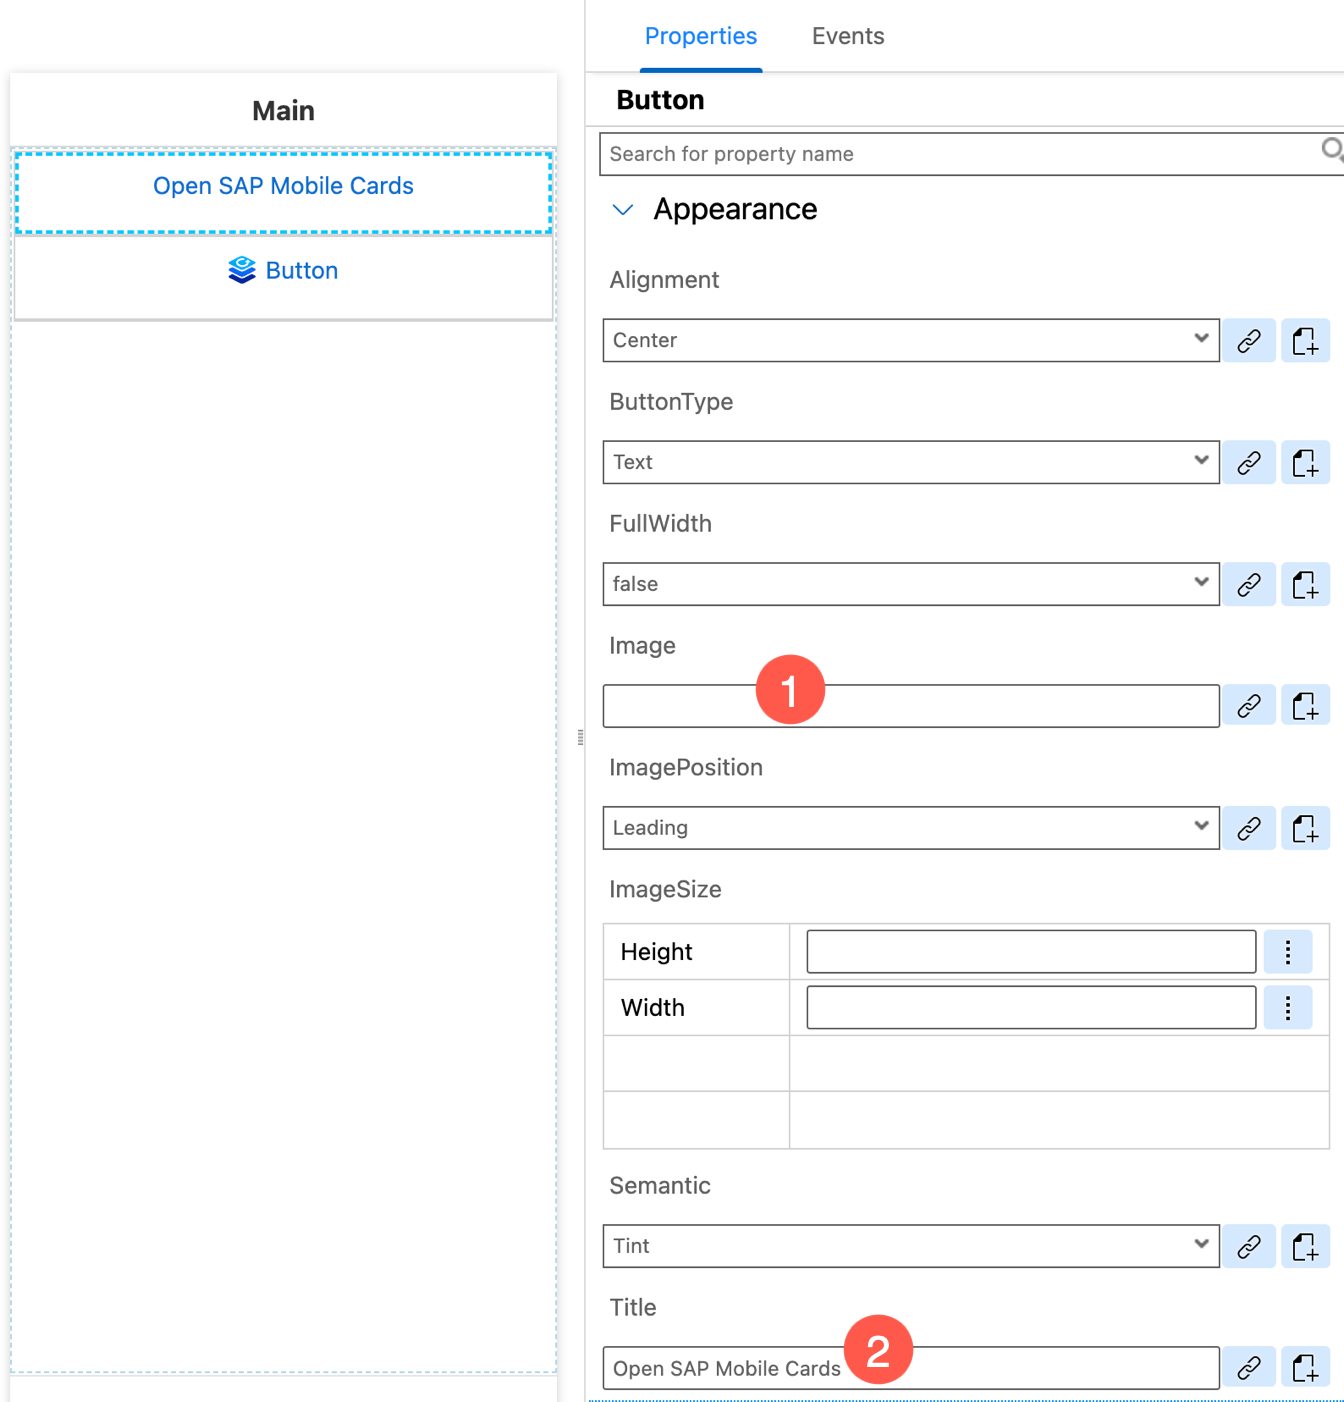 Properties
Events
Main
Button
Search for property name
Open SAP Mobile Cards
Button
Appearance
Alignment
Center
ButtonType
Text
FullWidth
false
Image
1
ImagePosition
Leading
ImageSize
Height
Width
Semantic
Tint
Title
2
Open SAP Mobile Cards